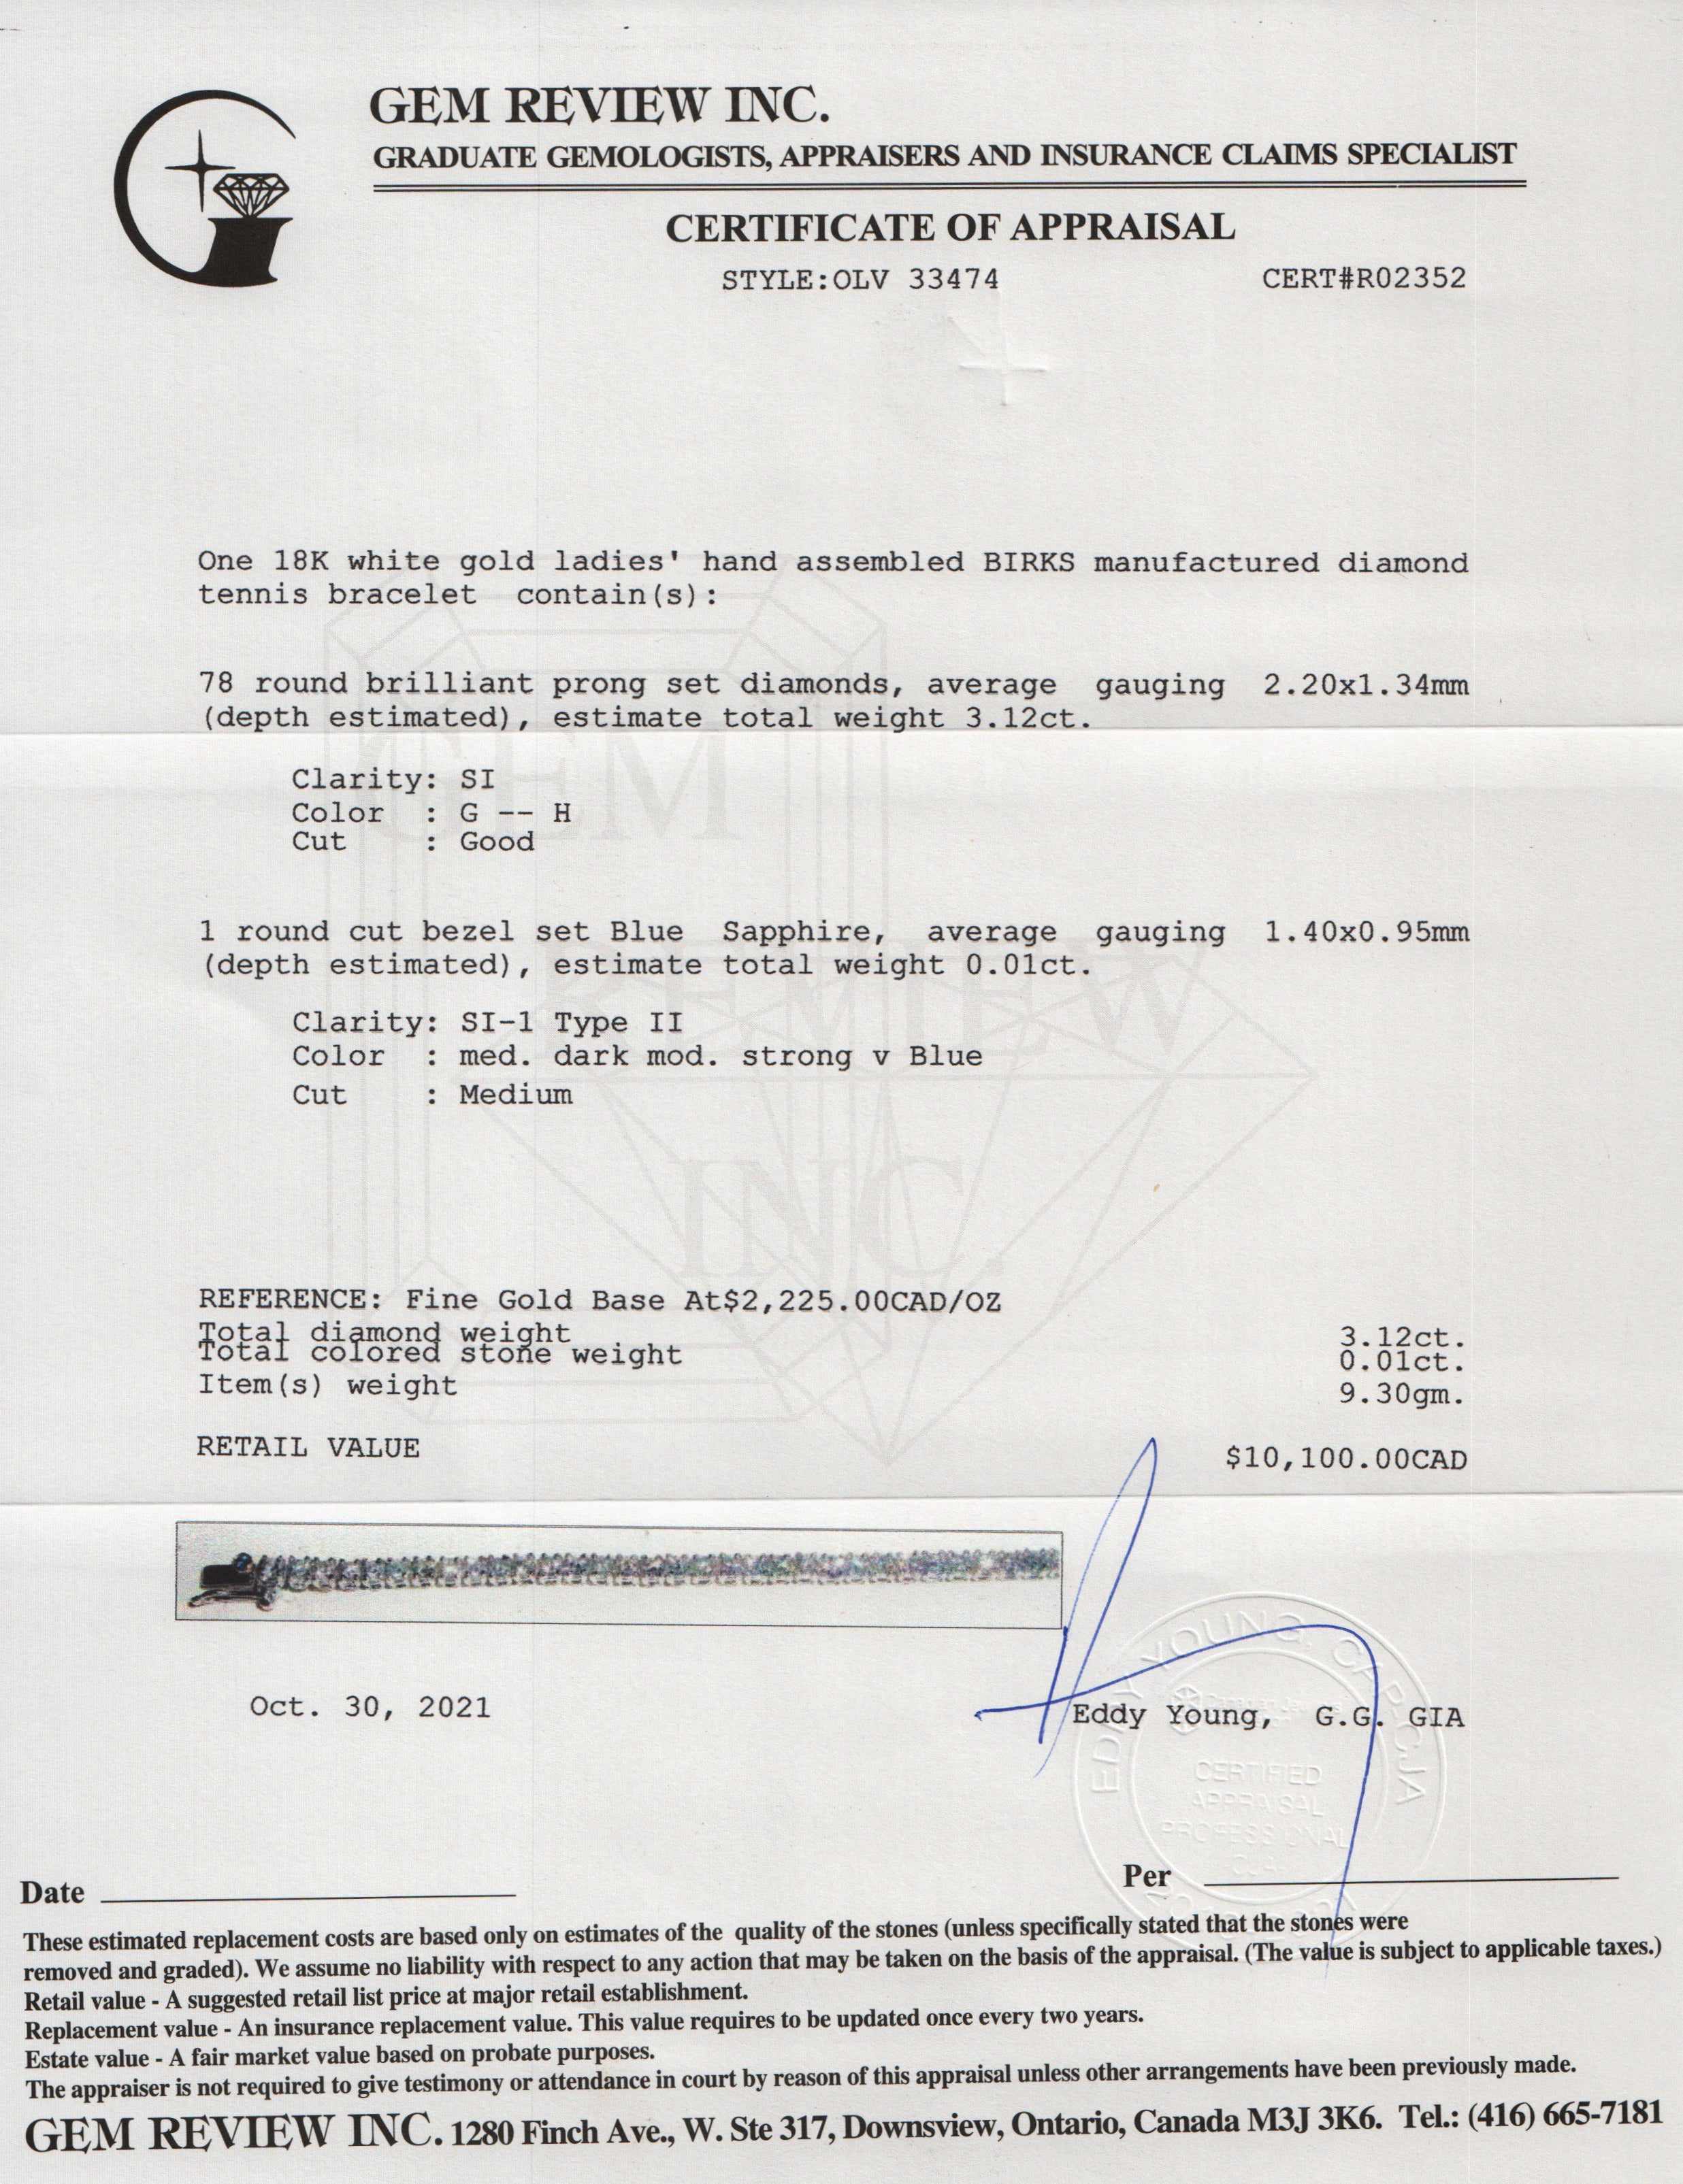 GEM REVIEW INC.
GRADUATE GEMOLOGISTS, APPRAISERS AND INSURANCE CLAIMS SPECIALIST
CERTIFICATE OF APPRAISAL
STYLE:OLV 33474 CERT#R02352
One 18K white gold ladies' hand assembled BIRKS manufactured diamond
tennis bracelet contain(s):
78 round brilliant prong set diamonds, average gauging 2.20x1.34mm
(depth estimated), estimate total weight 3.12ct.
Clarity: SI
Color : G -- H
Cut : Good
1 round cut bezel set Blue Sapphire, average gauging 1.40x0.95mm
(depth estimated), estimate total weight 0.01ct.
Clarity: SI-1 Type II
Color : med. dark mod. strong v Blue
Cut : Medium
GEM
REVIEW
INC.
REFERENCE: Fine Gold Base At$2,225.00CAD/OZ
Total diamond weight 3.12ct.
Total colored stone weight 0.01ct.
Item(s) weight 9.30gm.
RETAIL VALUE $10,100.00CAD
Oct. 30, 2021
Eddy Young, G.G. GIA
EDDY YOUNG, CAP-CJA
CERTIFIED
APPRAISAL
PROFESSIONAL
Date
Per
These estimated replacement costs are based only on estimates of the quality of the stones (unless specifically stated that the stones were
removed and graded). We assume no liability with respect to any action that may be taken on the basis of the appraisal. (The value is subject to applicable taxes.)
Retail value - A suggested retail list price at major retail establishment.
Replacement value - An insurance replacement value. This value requires to be updated once every two years.
Estate value - A fair market value based on probate purposes.
The appraiser is not required to give testimony or attendance in court by reason of this appraisal unless other arrangements have been previously made.
GEM REVIEW INC. 1280 Finch Ave., W. Ste 317, Downsview, Ontario, Canada M3J 3K6. Tel.: (416) 665-7181